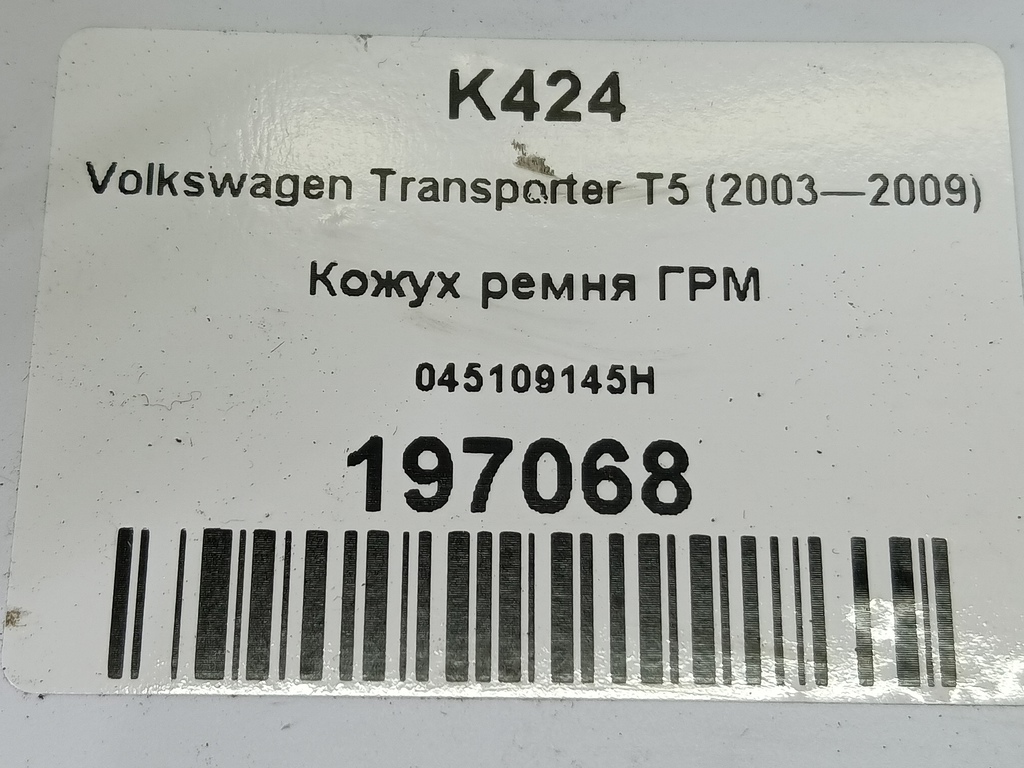 K424
Volkswagen Transporter T5 (2003—2009)
Кожух ремня ГРМ
045109145H
197068